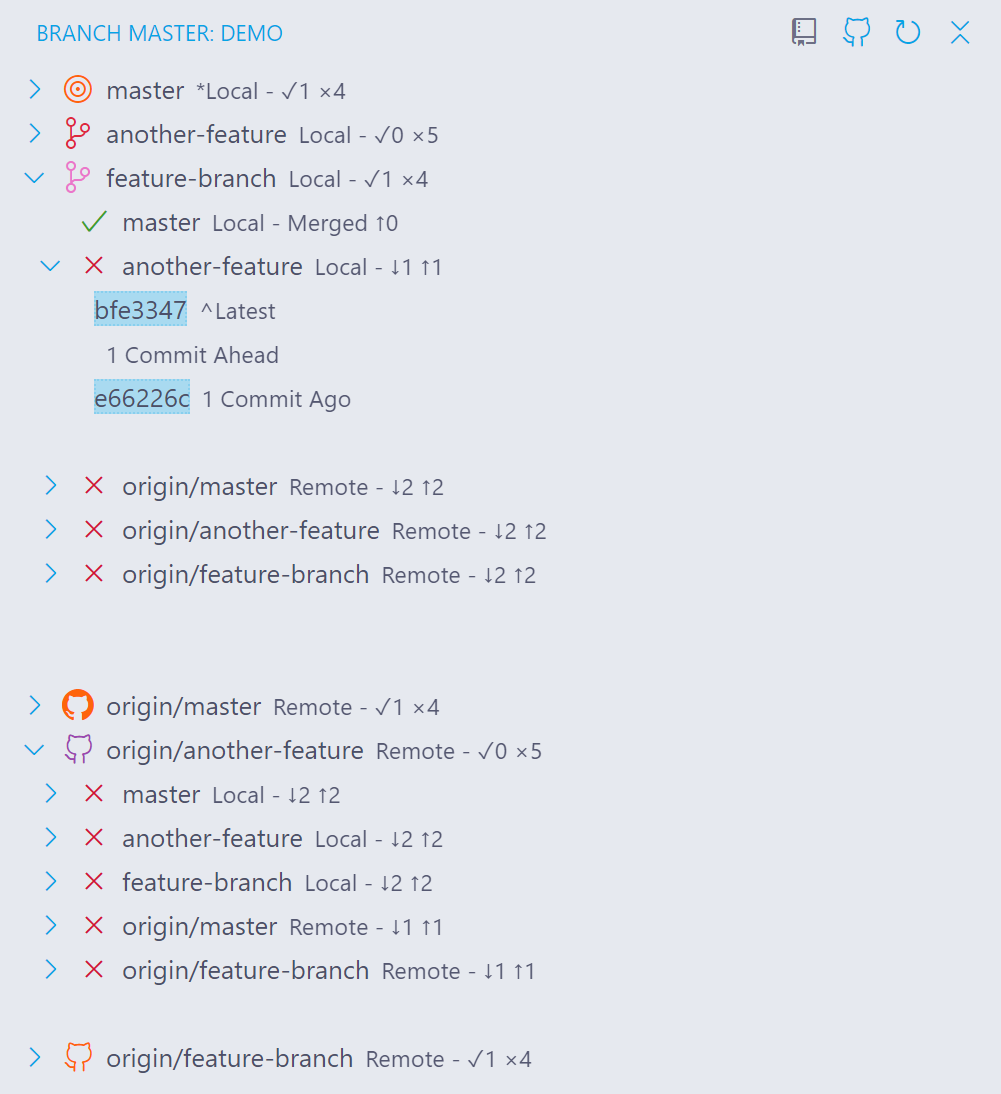 BRANCH MASTER: DEMO
master *Local - ✓1 ×4
another-feature Local - ✓0 ×5
feature-branch Local - ✓1 ×4
master Local - Merged ↑0
another-feature Local - ↓1 ↑1
bfe3347 ^Latest
1 Commit Ahead
e66226c 1 Commit Ago
origin/master Remote - ↓2 ↑2
origin/another-feature Remote - ↓2 ↑2
origin/feature-branch Remote - ↓2 ↑2
origin/master Remote - ✓1 ×4
origin/another-feature Remote - ✓0 ×5
master Local - ↓2 ↑2
another-feature Local - ↓2 ↑2
feature-branch Local - ↓2 ↑2
origin/master Remote - ↓1 ↑1
origin/feature-branch Remote - ↓1 ↑1
origin/feature-branch Remote - ✓1 ×4